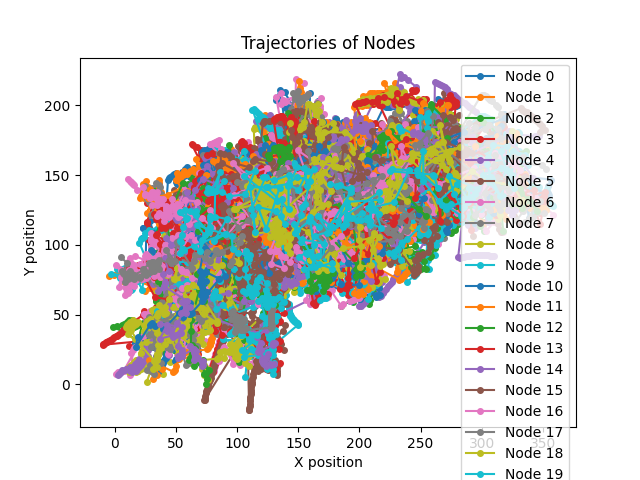 Trajectories of Nodes
Y position
200
150
100
50
0
0
50
100
150
200
250
300
350
X position
Node 0
Node 1
Node 2
Node 3
Node 4
Node 5
Node 6
Node 7
Node 8
Node 9
Node 10
Node 11
Node 12
Node 13
Node 14
Node 15
Node 16
Node 17
Node 18
Node 19